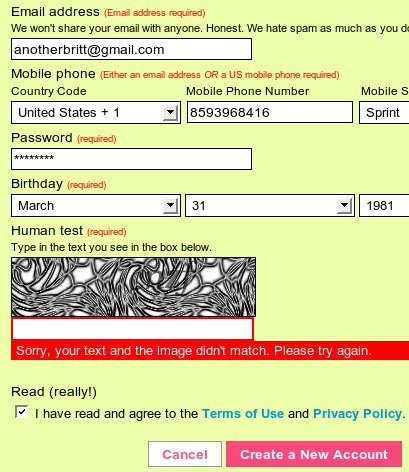 Email address (Email address required)
We won't share your email with anyone. Honest. We hate spam as much as you do
anotherbritt@gmail.com
Mobile phone (Either an email address OR a US mobile phone required)
Country Code Mobile Phone Number Mobile S
United States + 1 8593968416 Sprint
Password (required)
********
Birthday (required)
March 31 1981
Human test (required)
Type in the text you see in the box below.
Sorry, your text and the image didn't match. Please try again.
Read (really!)
I have read and agree to the Terms of Use and Privacy Policy.
Cancel Create a New Account